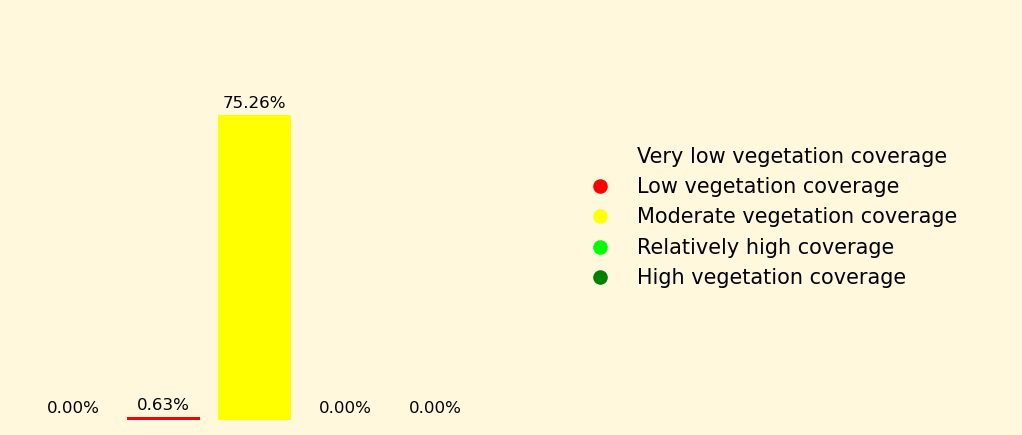 75.26%
0.00%
0.63%
0.00%
0.00%
Very low vegetation coverage
Low vegetation coverage
Moderate vegetation coverage
Relatively high coverage
High vegetation coverage